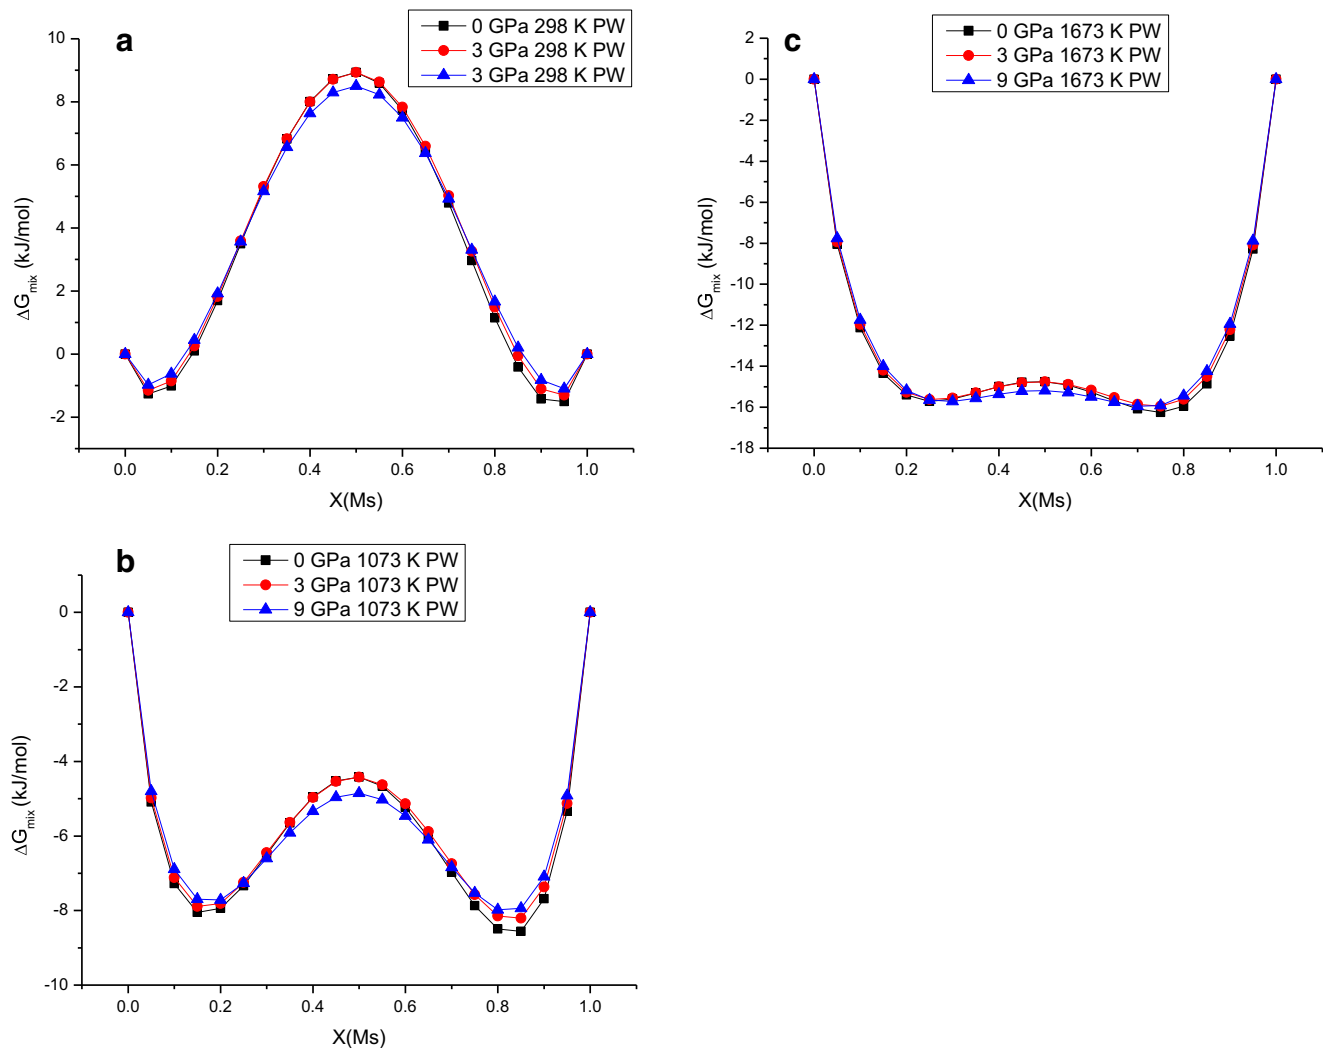 a
0 GPa 298 K PW
3 GPa 298 K PW
3 GPa 298 K PW
10
8
6
4
2
0
-2
ΔGmix (kJ/mol)
0.0 0.2 0.4 0.6 0.8 1.0
X(Ms)
c
0 GPa 1673 K PW
3 GPa 1673 K PW
9 GPa 1673 K PW
2
0
-2
-4
-6
-8
-10
-12
-14
-16
-18
ΔGmix (kJ/mol)
0.0 0.2 0.4 0.6 0.8 1.0
X(Ms)
b
0 GPa 1073 K PW
3 GPa 1073 K PW
9 GPa 1073 K PW
0
-2
-4
-6
-8
-10
ΔGmix (kJ/mol)
0.0 0.2 0.4 0.6 0.8 1.0
X(Ms)